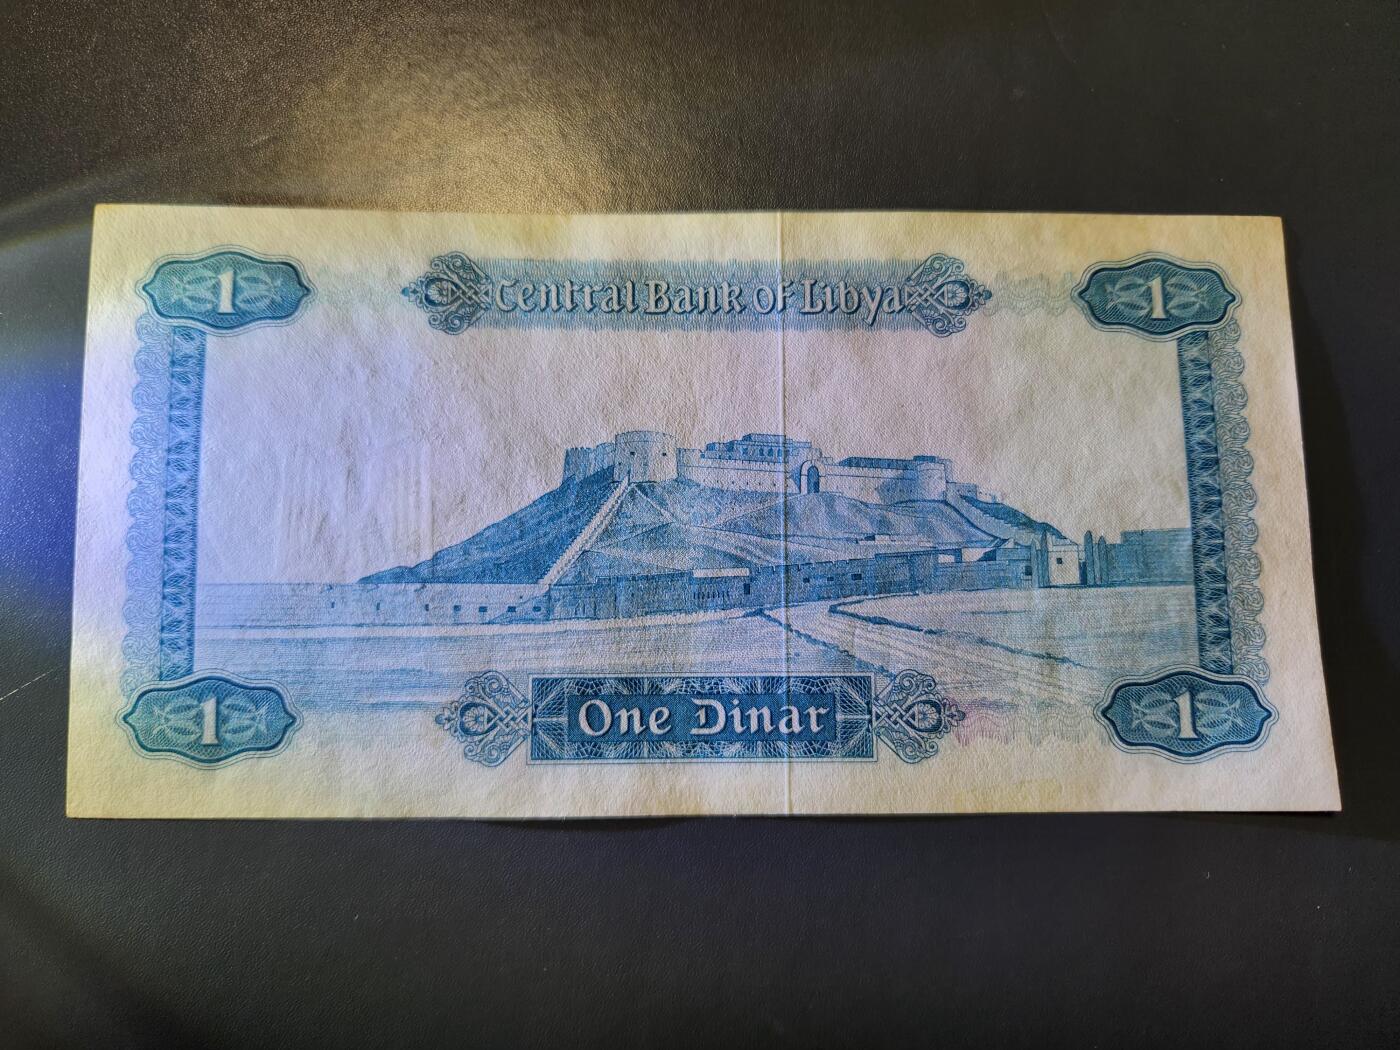 1 Central Bank of Libya 1
1 One Dinar 1